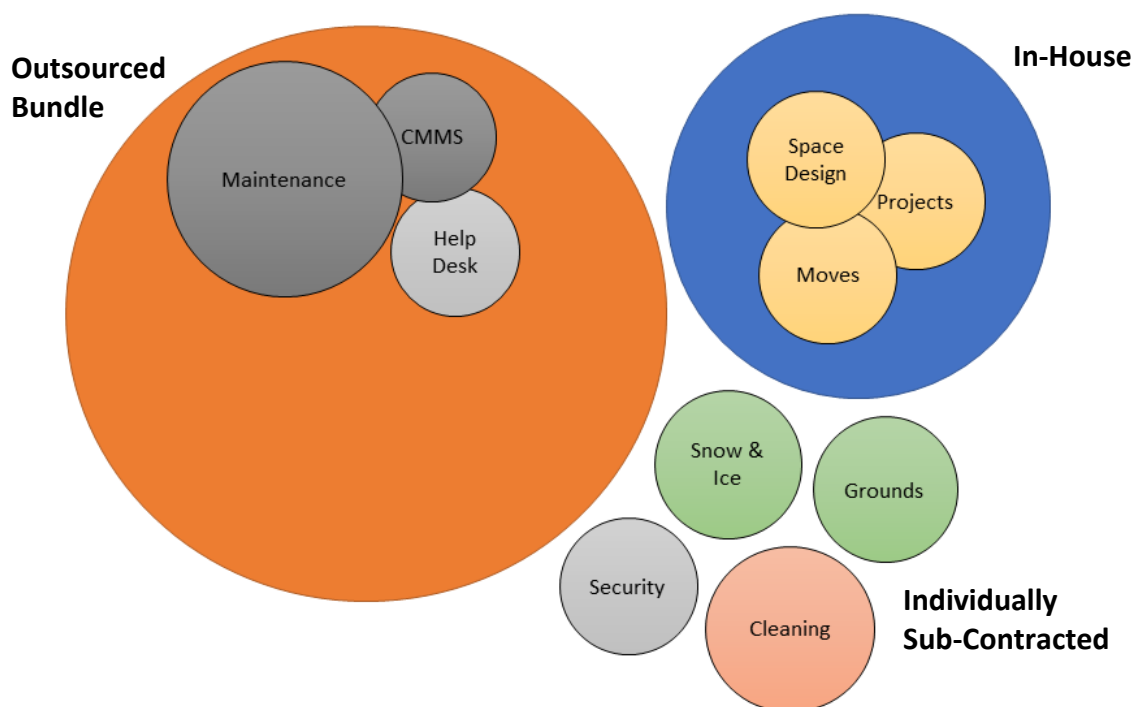 Outsourced
Bundle
Maintenance
CMMS
Help
Desk
In-House
Space
Design
Projects
Moves
Snow &
Ice
Grounds
Security
Cleaning
Individually
Sub-Contracted